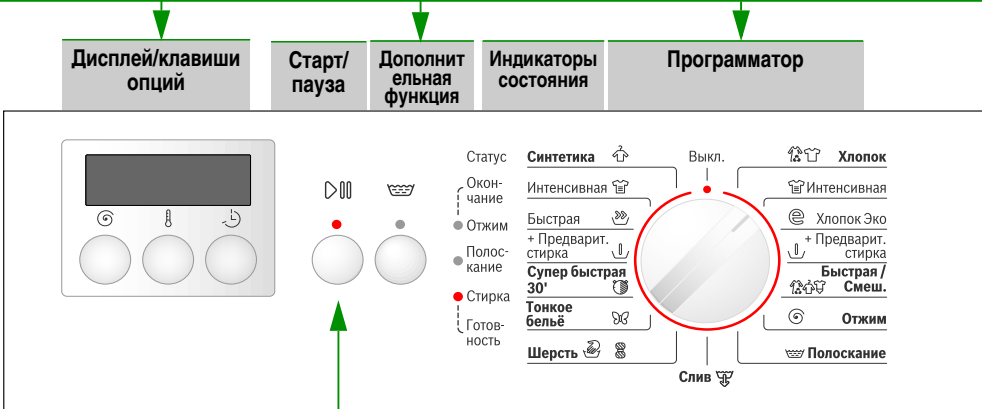 Дисплей/клавиши
опций
Старт/
пауза
Дополнит
ельная
функция
Индикаторы
состояния
Программатор
Статус
Окон-
чание
Отжим
Полос-
кание
Стирка
Готов-
ность
Синтетика
Интенсивная
Быстрая
+ Предварит.
стирка
Супер быстрая
30'
Тонкое
бельё
Шерсть
Выкл.
Слив
Хлопок
Интенсивная
Хлопок Эко
+ Предварит.
стирка
Быстрая /
Смеш.
Отжим
Полоскание